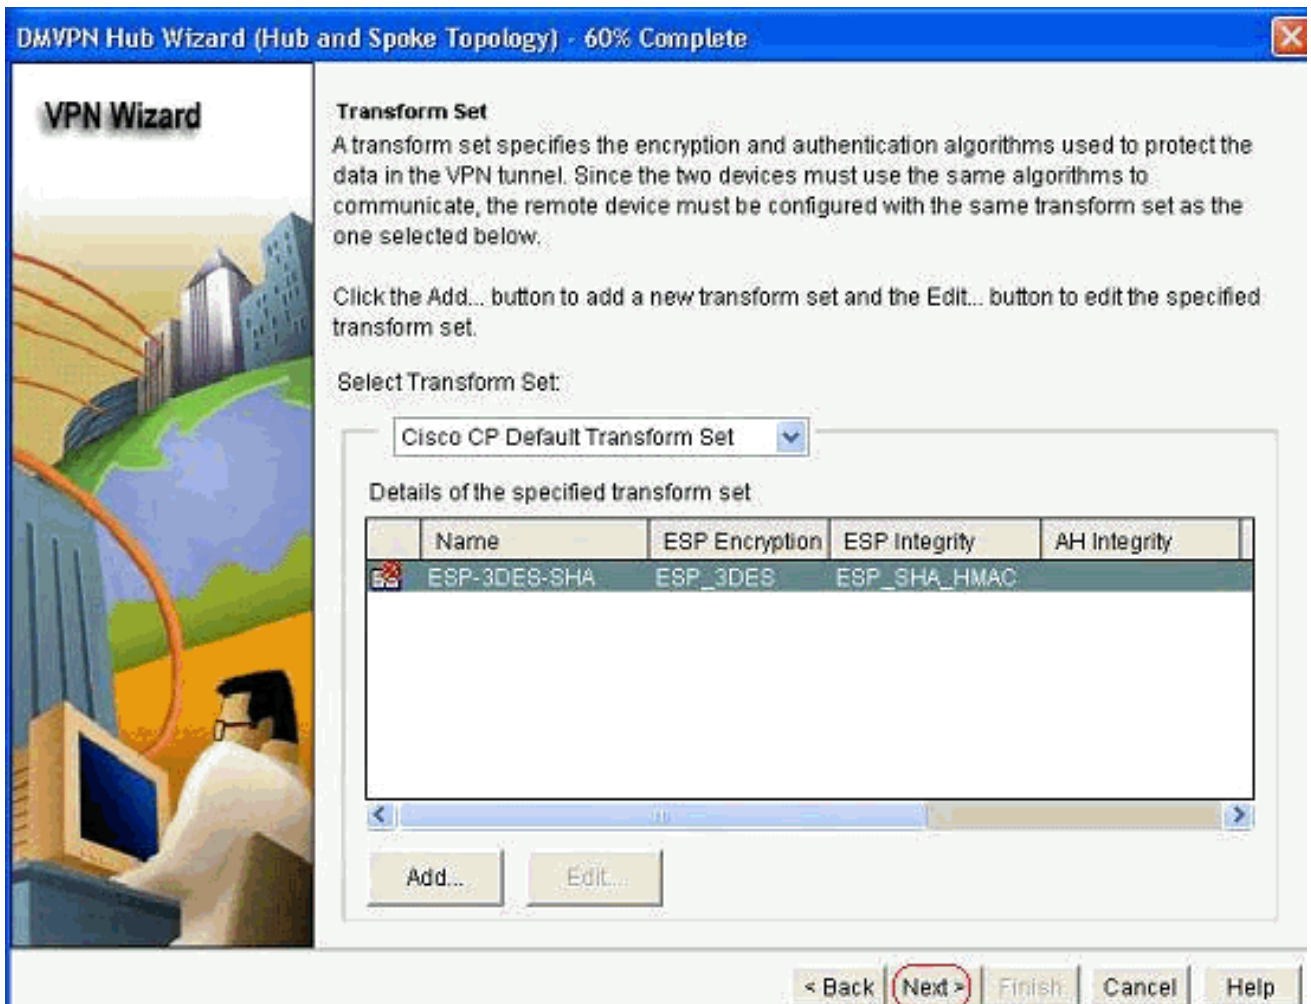 DMVPN Hub Wizard (Hub and Spoke Topology) - 60% Complete
VPN Wizard
Transform Set
A transform set specifies the encryption and authentication algorithms used to protect the
data in the VPN tunnel. Since the two devices must use the same algorithms to
communicate, the remote device must be configured with the same transform set as the
one selected below.
Click the Add... button to add a new transform set and the Edit... button to edit the specified
transform set.
Select Transform Set:
Cisco CP Default Transform Set
Details of the specified transform set
Name ESP Encryption ESP Integrity AH Integrity
ESP-3DES-SHA ESP_3DES ESP_SHA_HMAC
Add... Edit...
< Back Next > Finish Cancel Help